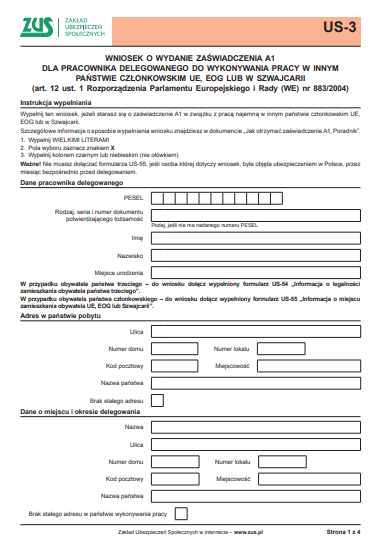 ZUS ZAKŁAD
UBEZPIECZEŃ
SPOŁECZNYCH
US-3
WNIOSEK O WYDANIE ZAŚWIADCZENIA A1
DLA PRACOWNIKA DELEGOWANEGO DO WYKONYWANIA PRACY W INNYM
PAŃSTWIE CZŁONKOWSKIM UE, EOG LUB W SZWAJCARII
(art. 12 ust. 1 Rozporządzenia Parlamentu Europejskiego i Rady (WE) nr 883/2004)
Instrukcja wypełniania
Wypełnij ten wniosek, jeżeli starasz się o zaświadczenie A1 w związku z pracą najemną w innym państwie członkowskim UE,
EOG lub w Szwajcarii.
Szczegółowe informacje o sposobie wypełnienia wniosku znajdziesz w dokumencie „Jak otrzymać zaświadczenie A1, Poradnik".
1. Wypełnij WIELKIMI LITERAMI
2. Pola wyboru zaznacz znakiem X
3. Wypełnij kolorem czarnym lub niebieskim (nie ołówkiem)
Ważne! Nie musisz dołączać formularza US-55, jeśli osoba której dotyczy wniosek, była objęta ubezpieczeniem w Polsce, przez
miesiąc bezpośrednio przed delegowaniem.
Dane pracownika delegowanego
PESEL
Rodzaj, seria i numer dokumentu
potwierdzającego tożsamość
Podaj, jeśli nie ma nadanego numeru PESEL
Imię
Nazwisko
Miejsce urodzenia
W przypadku obywatela państwa trzeciego – do wniosku dołącz wypełniony formularz US-54 „Informacja o legalności
zamieszkania obywatela państwa trzeciego".
W przypadku obywatela państwa członkowskiego – do wniosku dołącz wypełniony formularz US-55 „Informacja o miejscu
zamieszkania obywatela państwa członkowskiego UE, EOG lub Szwajcarii".
Adres w państwie pobytu
Ulica
Numer domu Numer lokalu
Kod pocztowy Miejscowość
Nazwa państwa
Brak stałego adresu
Dane o miejscu i okresie delegowania
Nazwa
Ulica
Numer domu Numer lokalu
Kod pocztowy Miejscowość
Nazwa państwa
Brak stałego adresu w państwie wykonywania pracy
Zakład Ubezpieczeń Społecznych w internecie – www.zus.pl Strona 1 z 4